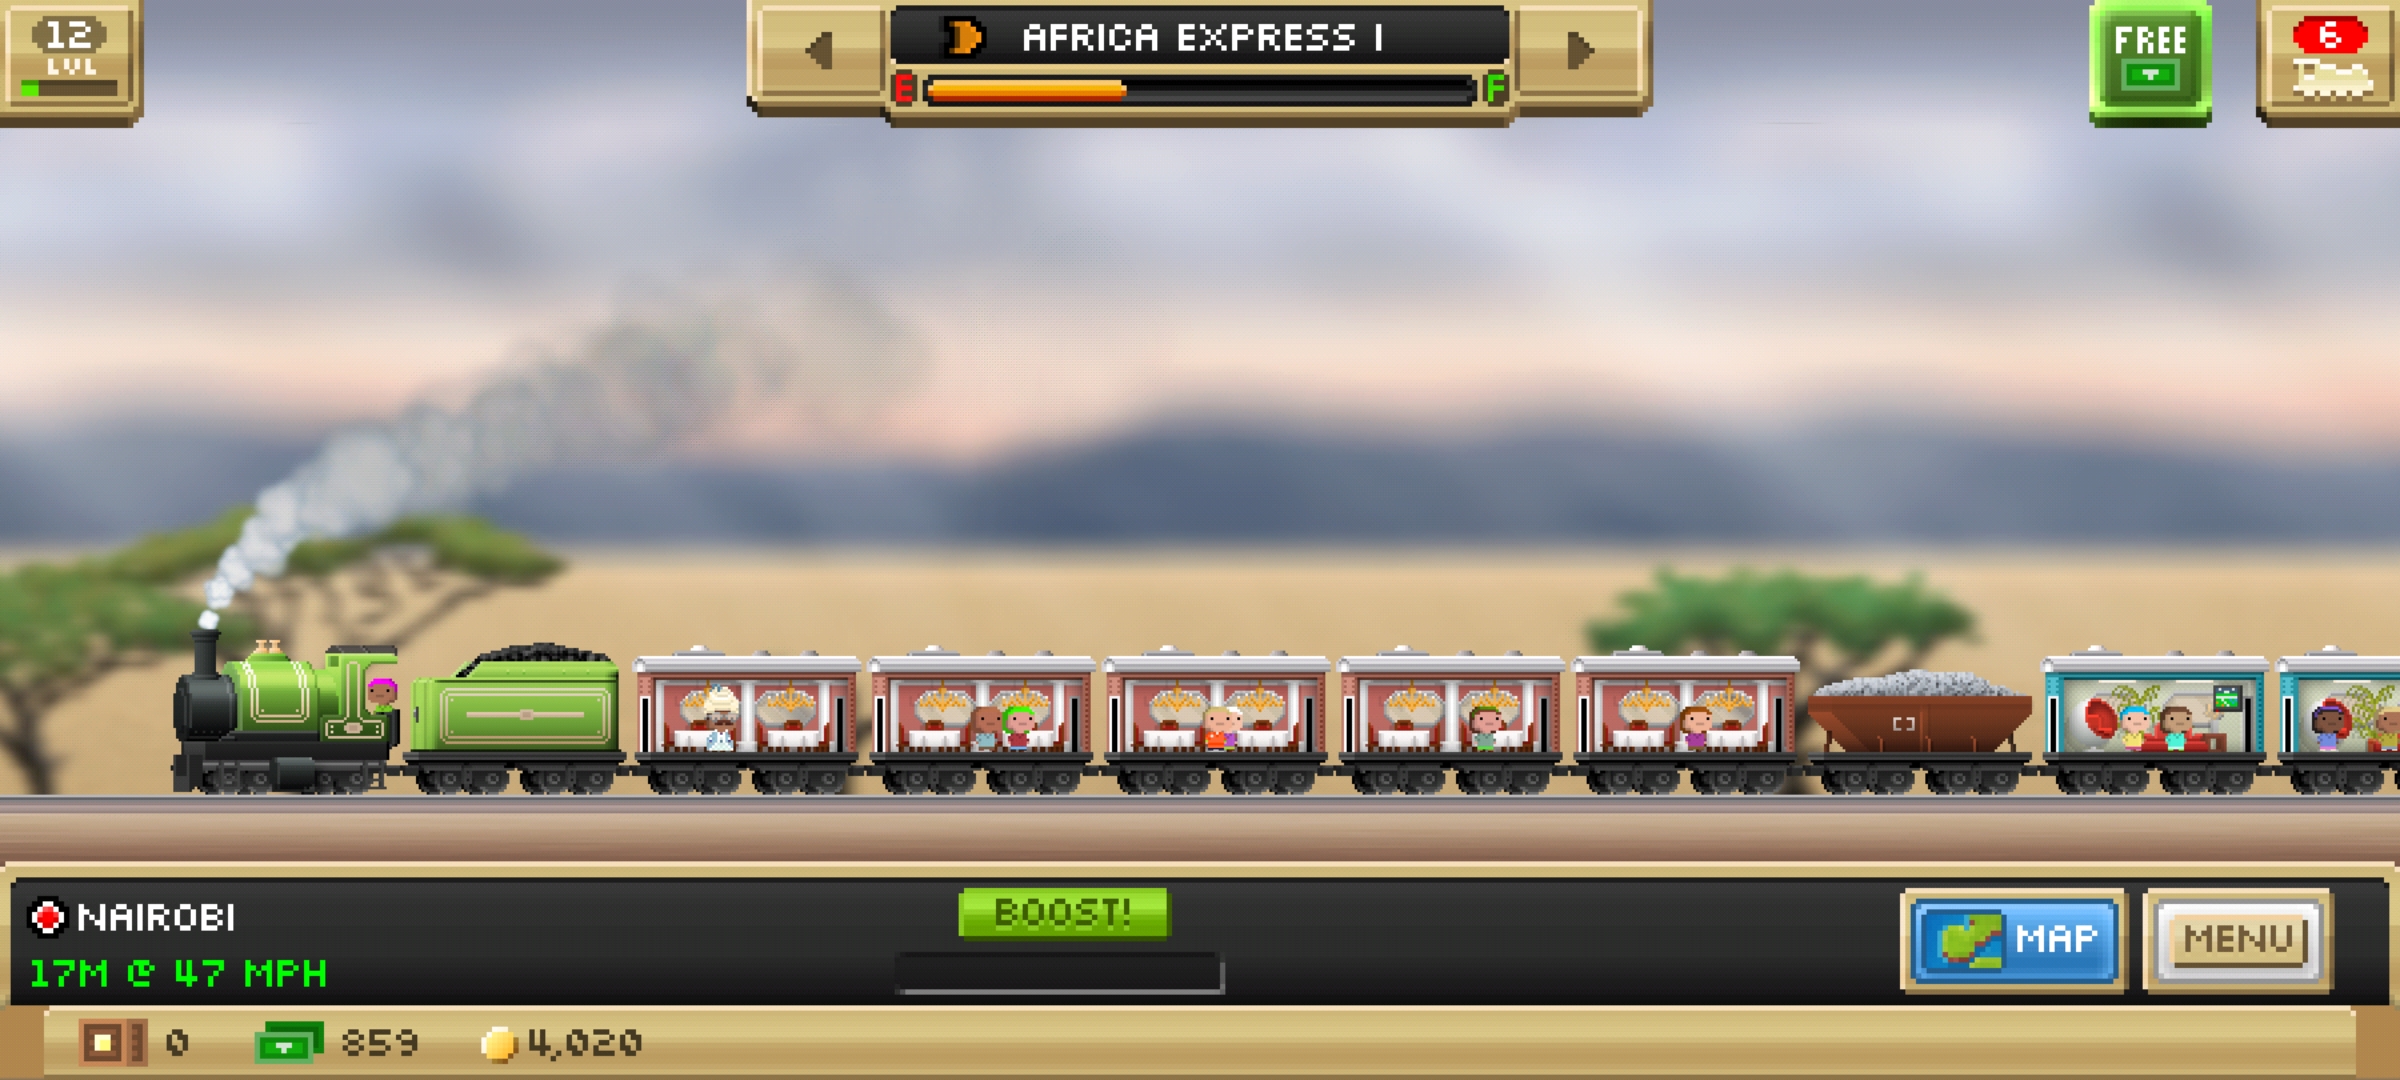 12
LVL
AFRICA EXPRESS I
E F
FREE
6
NAIROBI
17M @ 47 MPH
BOOST!
MAP
MENU
0 859 4,020